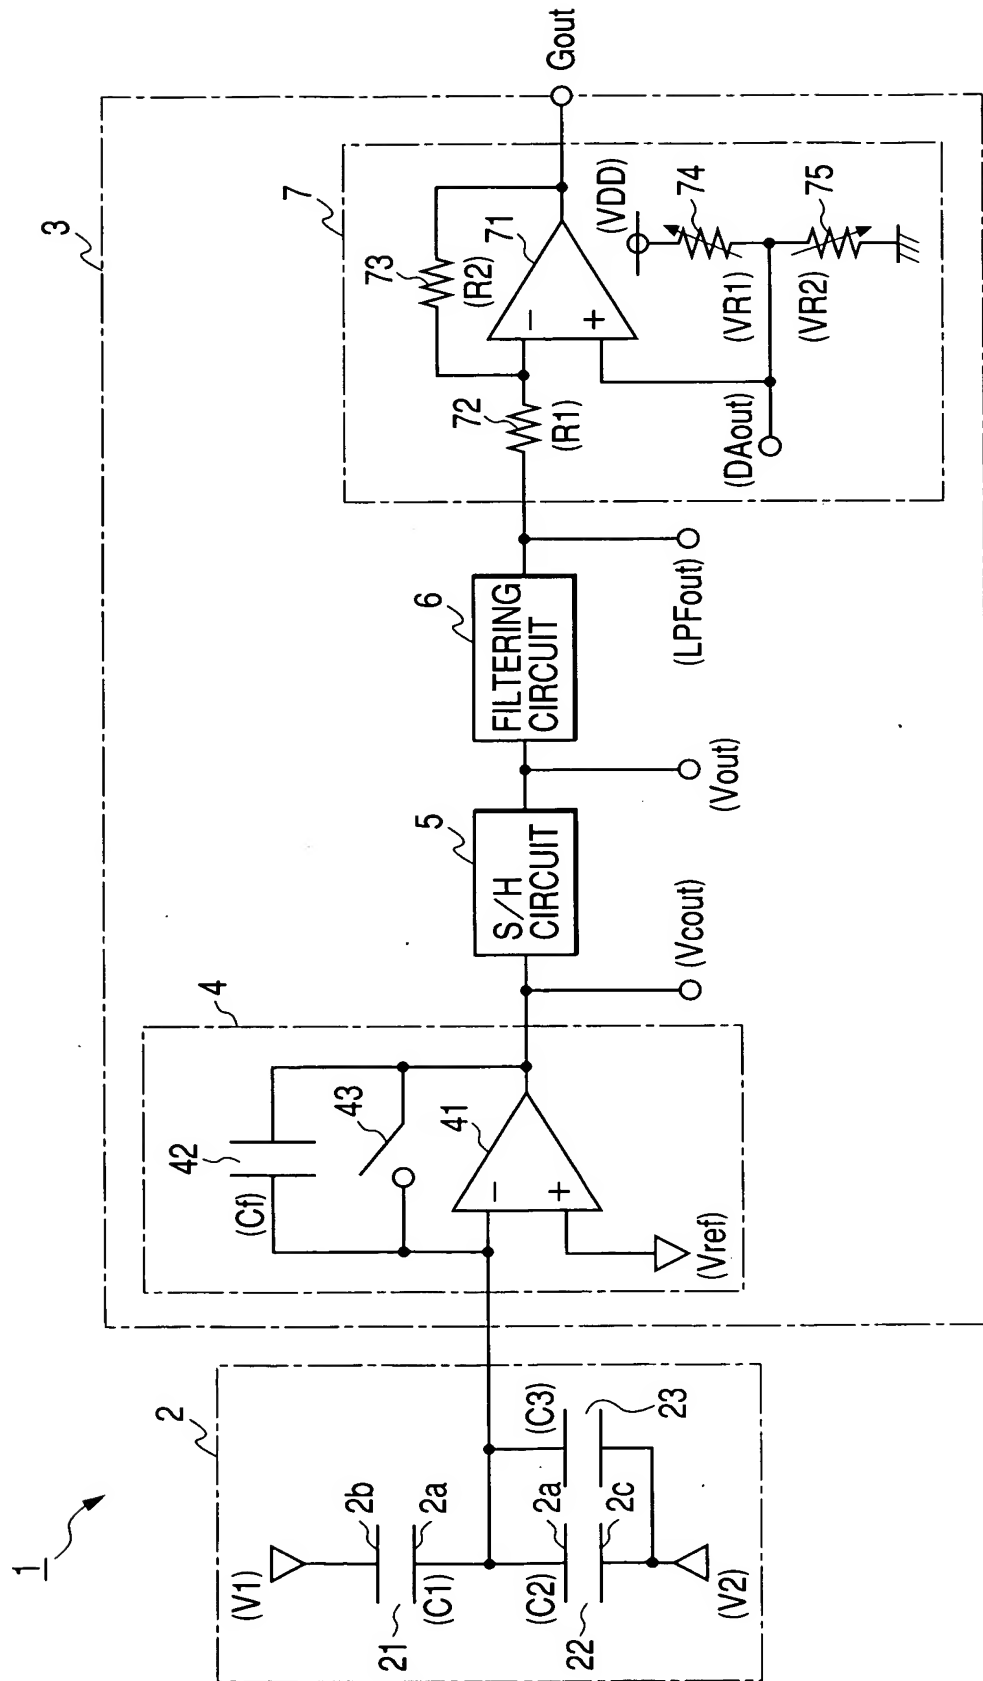 1
2
(V1)
2b
2a
21
(C1)
(C2)
2a
(C3)
23
2c
22
(V2)
3
4
42
(Cf)
43
41
−
+
(Vref)
(Vcout)
5
S/H
CIRCUIT
(Vout)
6
FILTERING
CIRCUIT
(LPFout)
7
73
(R2)
72
(R1)
71
−
+
(VDD)
74
(VR1)
75
(VR2)
(DAout)
Gout